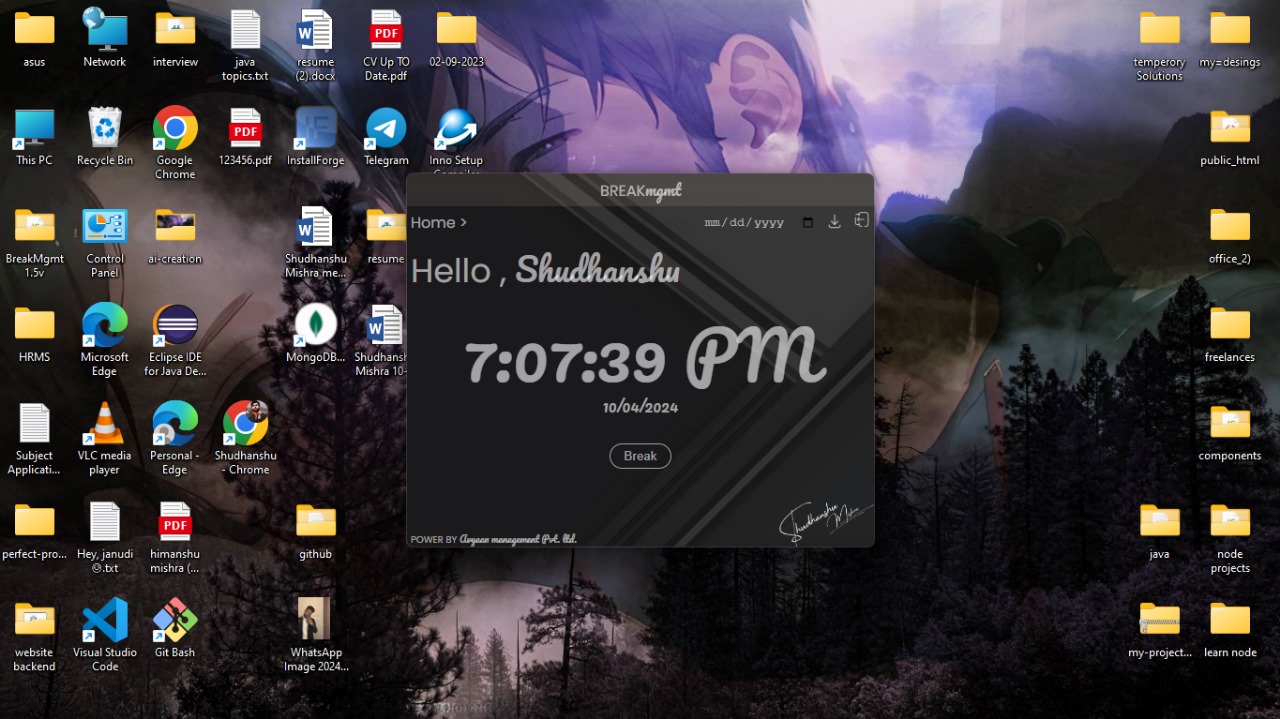 asus
Network
interview
java
topics.txt
resume
(2).docx
CV Up TO
Date.pdf
02-09-2023
temperory
Solutions
my=desings
This PC
Recycle Bin
Google
Chrome
123456.pdf
InstallForge
Telegram
Inno Setup
public_html
BreakMgmt
1.5v
Control
Panel
ai-creation
Shudhanshu
Mishra me...
resume
office_2)
HRMS
Microsoft
Edge
Eclipse IDE
for Java De...
MongoDB...
Shudhansh
Mishra 10-
freelances
Subject
Applicati...
VLC media
player
Personal -
Edge
Shudhanshu
- Chrome
components
perfect-pro...
Hey, janudi
☹.txt
himanshu
mishra (...
github
java
node
projects
website
backend
Visual Studio
Code
Git Bash
WhatsApp
Image 2024...
my-project...
learn node
BREAKmgmt
Home >
mm/dd/yyyy
Hello , Shudhanshu
7:07:39 PM
10/04/2024
Break
POWER BY Aryaan management Pvt. ltd.
Shudhanshu
PDF
PDF
PDF